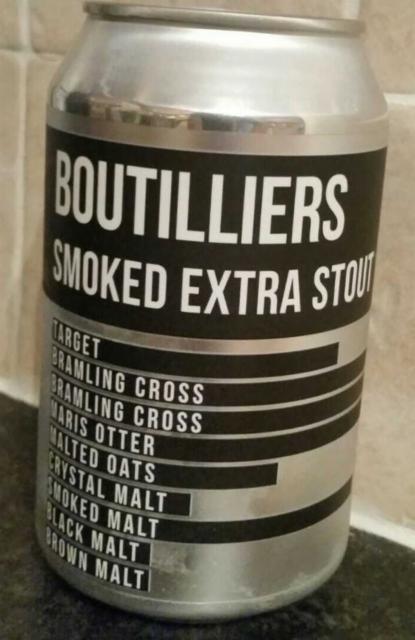 BOUTILLIERS
SMOKED EXTRA STOUT
TARGET
BRAMLING CROSS
BRAMLING CROSS
MARIS OTTER
MALTED OATS
CRYSTAL MALT
SMOKED MALT
BLACK MALT
BROWN MALT